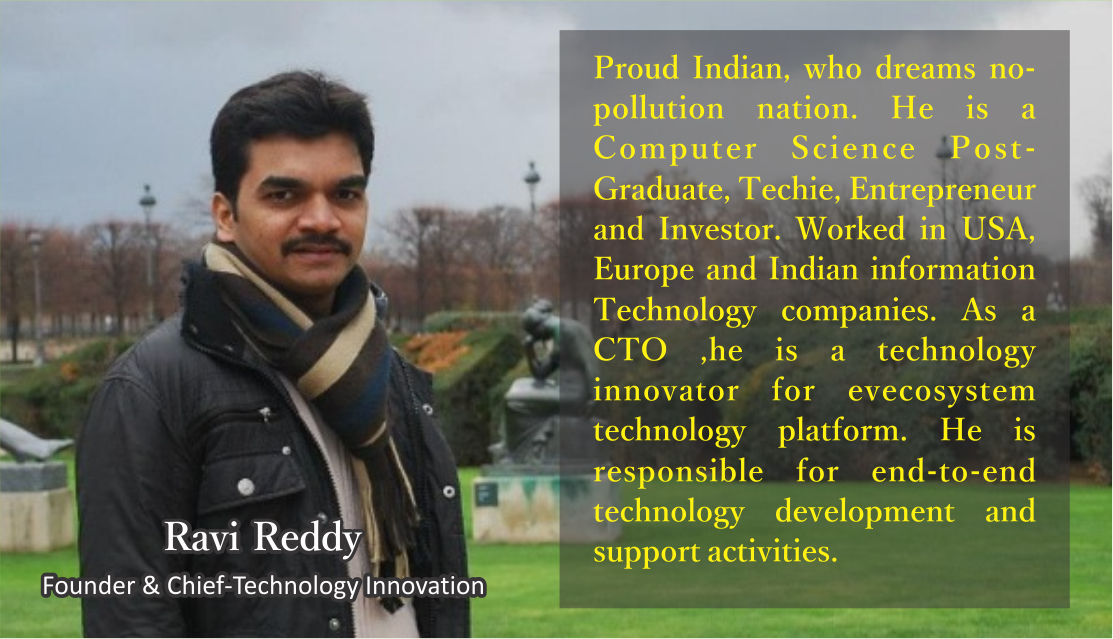 Proud Indian, who dreams no-
pollution nation. He is a
Computer Science Post-
Graduate, Techie, Entrepreneur
and Investor. Worked in USA,
Europe and Indian information
Technology companies. As a
CTO ,he is a technology
innovator for evecosystem
technology platform. He is
responsible for end-to-end
technology development and
support activities.
Ravi Reddy
Founder & Chief-Technology Innovation